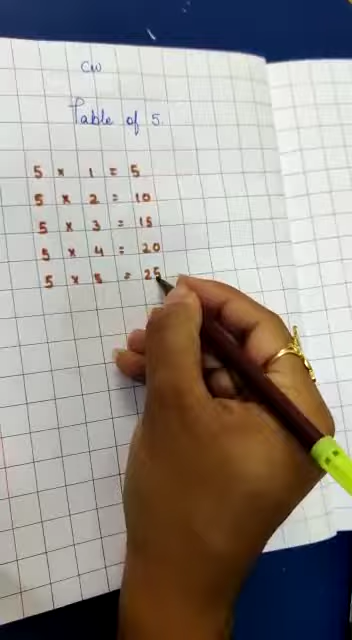 CW
Table of 5
5 × 1 = 5
5 × 2 = 10
5 × 3 = 15
5 × 4 = 20
5 × 5 = 25